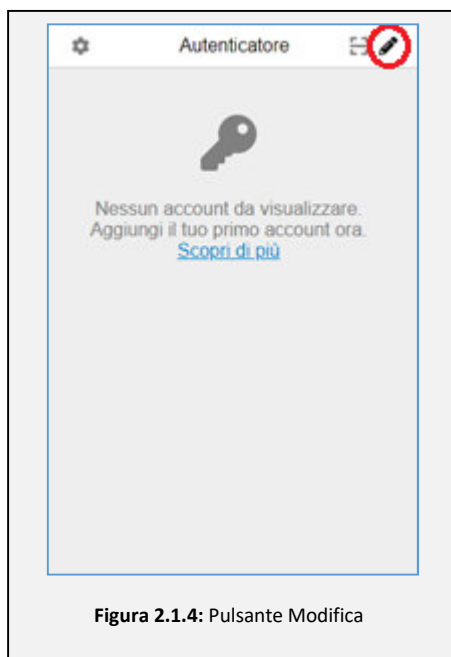 Autenticatore
Nessun account da visualizzare.
Aggiungi il tuo primo account ora.
Scopri di più
Figura 2.1.4: Pulsante Modifica